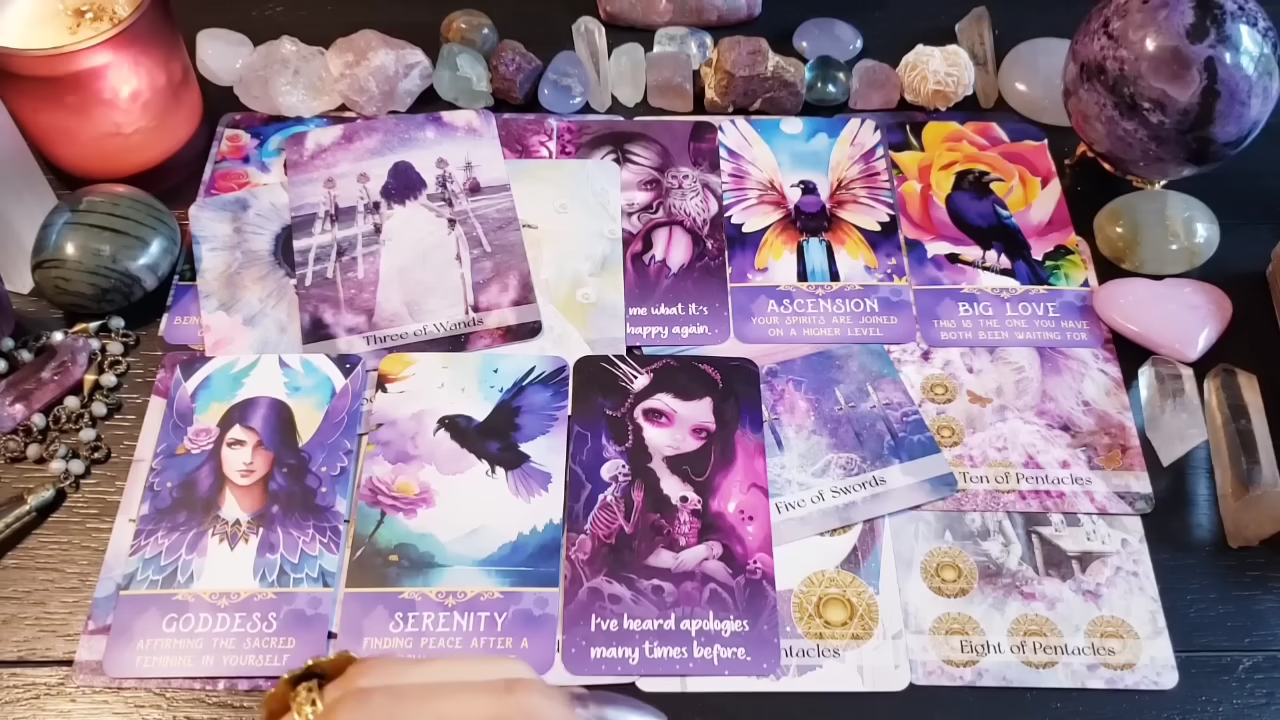 BEIN
Three of Wands
me what it's
happy again.
ASCENSION
YOUR SPIRITS ARE JOINED
ON A HIGHER LEVEL
BIG LOVE
THIS IS THE ONE YOU HAVE
BOTH BEEN WAITING FOR
GODDESS
AFFIRMING THE SACRED
FEMININE IN YOURSELF
SERENITY
FINDING PEACE AFTER A
I've heard apologies
many times before.
Five of Swords
Ten of Pentacles
ntacles
Eight of Pentacles